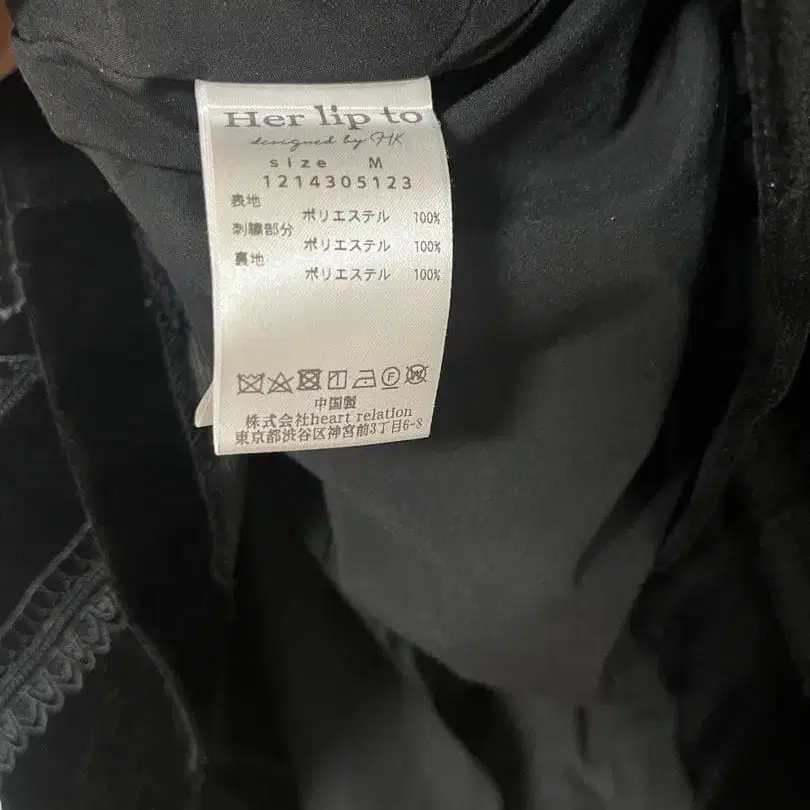 Her lip to
designed by HK
size M
1214305123
表地
ポリエステル 100%
刺繍部分
ポリエステル 100%
裏地
ポリエステル 100%
F W
中国製
株式会社heart relation
東京都渋谷区神宮前3丁目6-8